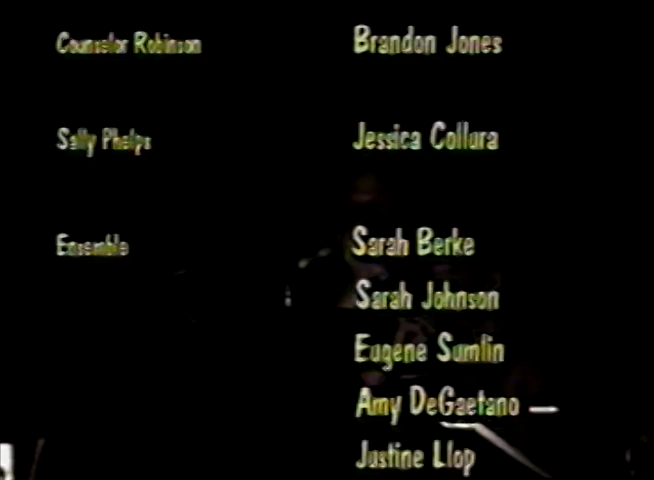 Counselor Robinson Brandon Jones
Sally Phelps Jessica Collura
Ensemble Sarah Berke
Sarah Johnson
Eugene Sumlin
Amy DeGaetano
Justine Llop